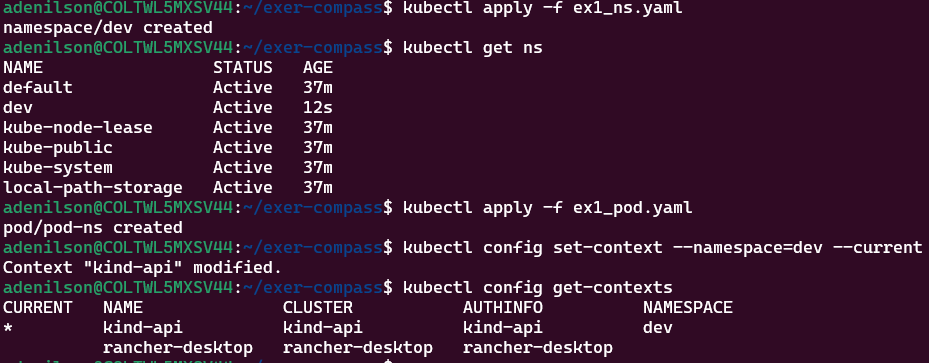 adenilson@COLTWL5MXSV44:~/exer-compass$ kubectl apply -f ex1_ns.yaml
namespace/dev created
adenilson@COLTWL5MXSV44:~/exer-compass$ kubectl get ns
NAME                 STATUS   AGE
default              Active   37m
dev                  Active   12s
kube-node-lease      Active   37m
kube-public          Active   37m
kube-system          Active   37m
local-path-storage   Active   37m
adenilson@COLTWL5MXSV44:~/exer-compass$ kubectl apply -f ex1_pod.yaml
pod/pod-ns created
adenilson@COLTWL5MXSV44:~/exer-compass$ kubectl config set-context --namespace=dev --current
Context "kind-api" modified.
adenilson@COLTWL5MXSV44:~/exer-compass$ kubectl config get-contexts
CURRENT   NAME              CLUSTER           AUTHINFO          NAMESPACE
*         kind-api          kind-api          kind-api          dev
          rancher-desktop   rancher-desktop   rancher-desktop